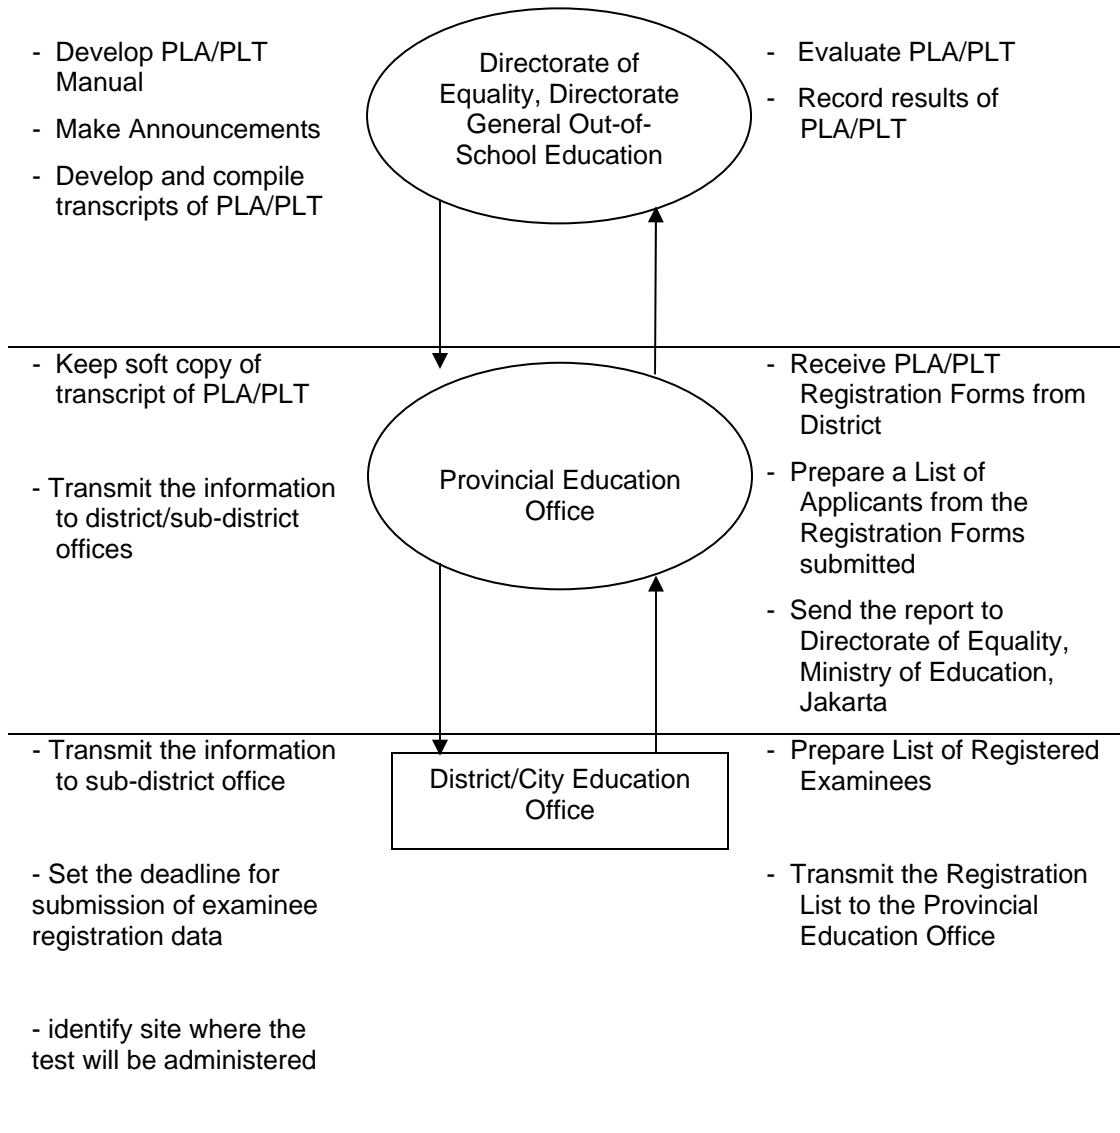 - Develop PLA/PLT
Manual
- Make Announcements
- Develop and compile
transcripts of PLA/PLT
Directorate of
Equality, Directorate
General Out-of-
School Education
- Evaluate PLA/PLT
- Record results of
PLA/PLT
- Keep soft copy of
transcript of PLA/PLT
- Transmit the information
to district/sub-district
offices
Provincial Education
Office
- Receive PLA/PLT
Registration Forms from
District
- Prepare a List of
Applicants from the
Registration Forms
submitted
- Send the report to
Directorate of Equality,
Ministry of Education,
Jakarta
- Transmit the information
to sub-district office
- Set the deadline for
submission of examinee
registration data
- identify site where the
test will be administered
District/City Education
Office
- Prepare List of Registered
Examinees
- Transmit the Registration
List to the Provincial
Education Office